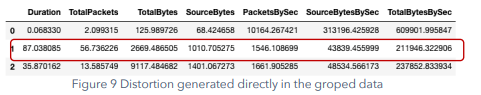 Duration TotalPackets TotalBytes SourceBytes PacketsBySec SourceBytesBySec TotalBytesBySec
0 0.068330 2.099315 125.989726 68.424658 10164.267421 313196.425928 609901.995847
1 87.038085 56.736226 2669.486505 1010.705275 1546.108699 43839.455999 211946.322906
2 35.870162 13.585749 9117.484682 1401.067273 1661.905285 48534.566173 237852.833934
Figure 9 Distortion generated directly in the groped data